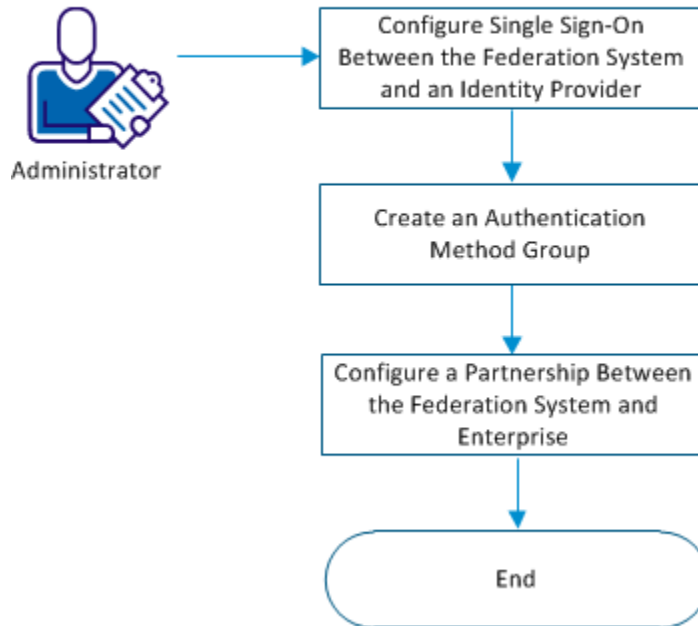 Configure Single Sign-On
Between the Federation System
and an Identity Provider
Administrator
Create an Authentication
Method Group
Configure a Partnership Between
the Federation System and
Enterprise
End